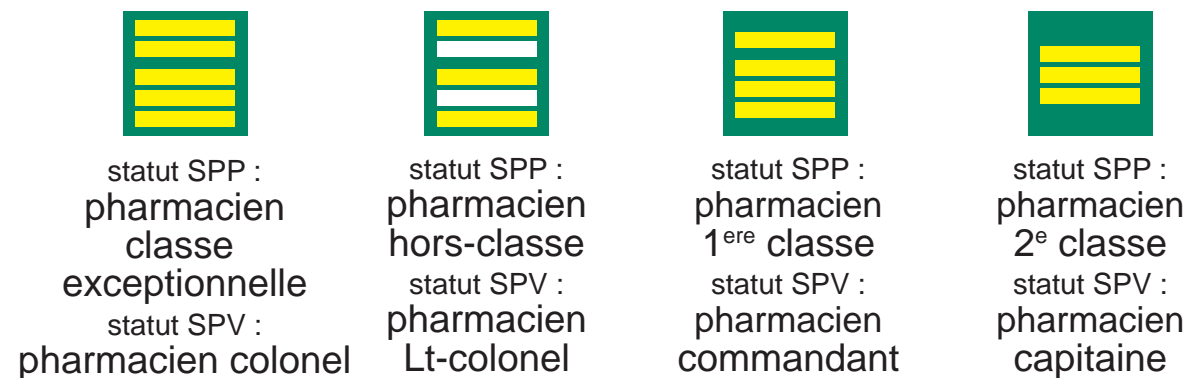 statut SPP :
pharmacien
classe
exceptionnelle
statut SPV :
pharmacien colonel
statut SPP :
pharmacien
hors-classe
statut SPV :
pharmacien
Lt-colonel
statut SPP :
pharmacien
1ere classe
statut SPV :
pharmacien
commandant
statut SPP :
pharmacien
2e classe
statut SPV :
pharmacien
capitaine